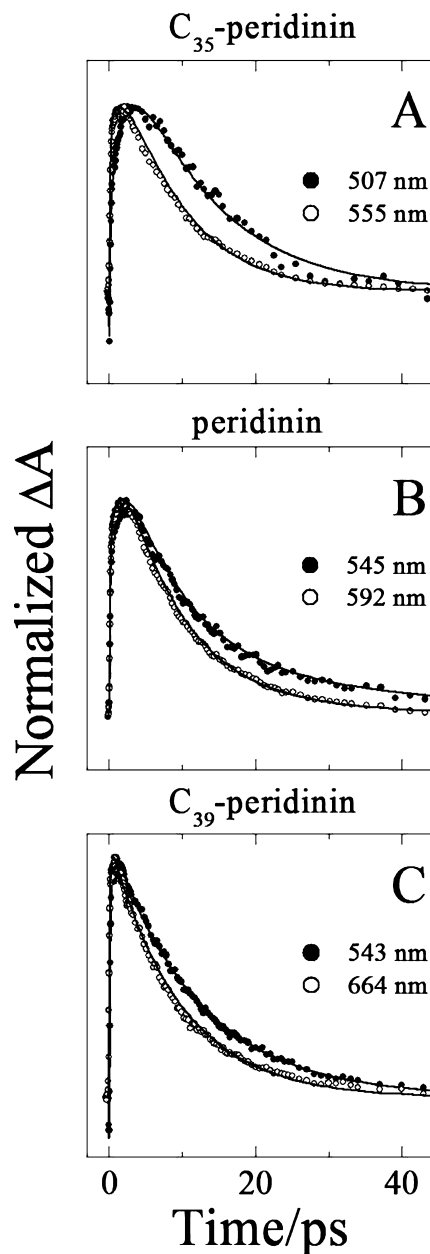 C₃₅-peridinin
A
● 507 nm
○ 555 nm
peridinin
B
● 545 nm
○ 592 nm
Normalized ΔA
C₃₉-peridinin
C
● 543 nm
○ 664 nm
0 20 40
Time/ps